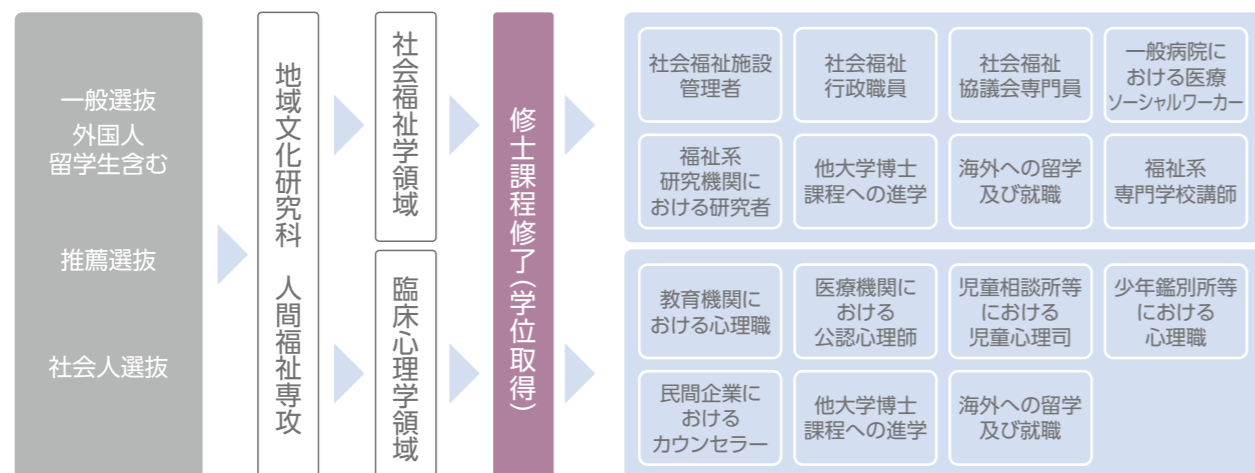 一般選抜
外国人
留学生含む
推薦選抜
社会人選抜
地域文化研究科 人間福祉専攻
社会福祉学領域
臨床心理学領域
修士課程修了(学位取得)
社会福祉施設
管理者
社会福祉
行政職員
社会福祉
協議会専門員
一般病院に
おける医療
ソーシャルワーカー
福祉系
研究機関に
おける研究者
他大学博士
課程への進学
海外への留学
及び就職
福祉系
専門学校講師
教育機関に
おける心理職
医療機関に
おける
公認心理師
児童相談所等
における
児童心理司
少年鑑別所等
における
心理職
民間企業に
おける
カウンセラー
他大学博士
課程への進学
海外への留学
及び就職